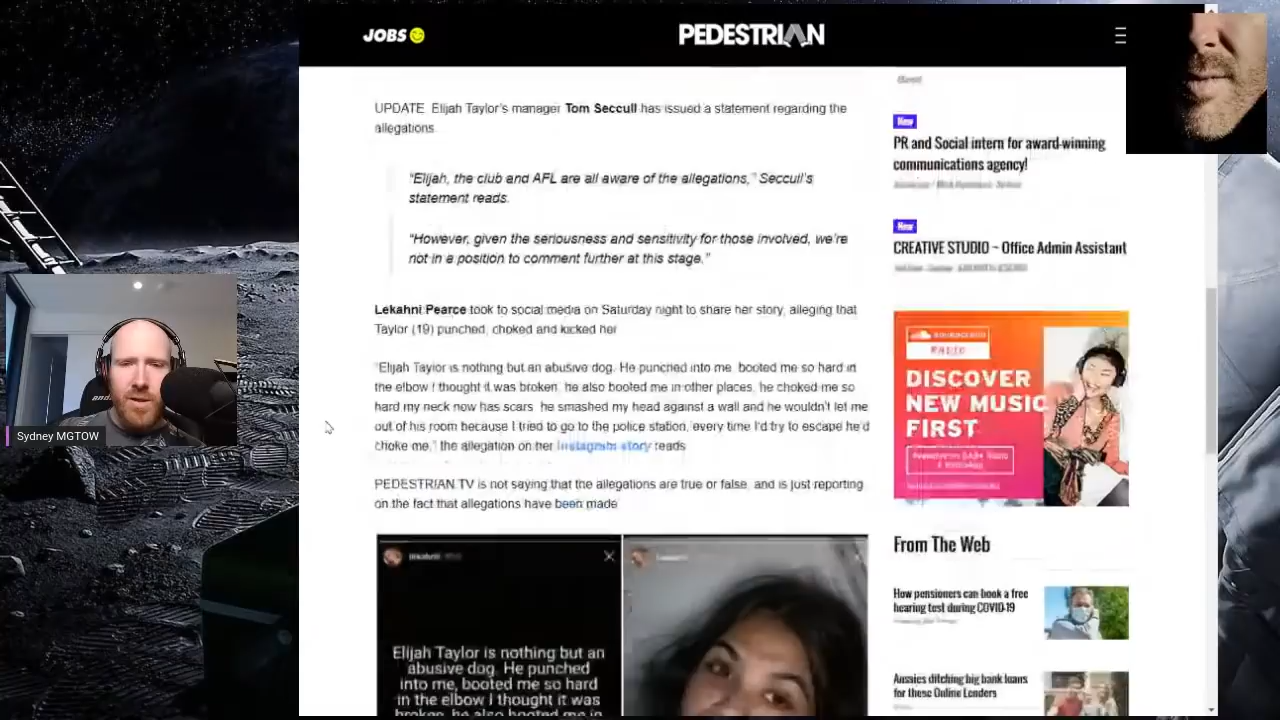 JOBS
PEDESTRIAN
UPDATE Elijah Taylor's manager Tom Seccull has issued a statement regarding the
allegations
"Elijah, the club and AFL are all aware of the allegations," Seccull's
statement reads.
"However, given the seriousness and sensitivity for those involved, we're
not in a position to comment further at this stage."
Lekahni Pearce took to social media on Saturday night to share her story, alleging that
Taylor (19) punched, choked and kicked her
"Elijah Taylor is nothing but an abusive dog. He punched into me, booted me so hard in
the elbow I thought it was broken, he also booted me in other places, he choked me so
hard my neck now has scars, he smashed my head against a wall and he wouldn't let me
out of his room because I tried to go to the police station, every time I'd try to escape he'd
choke me," the allegation on her Instagram story reads
PEDESTRIAN.TV is not saying that the allegations are true or false, and is just reporting
on the fact that allegations have been made
Elijah Taylor is nothing but an
abusive dog. He punched
into me, booted me so hard
in the elbow I thought it was
broken, he also booted me in
New
PR and Social intern for award-winning
communications agency!
New
CREATIVE STUDIO - Office Admin Assistant
RADIO
DISCOVER
NEW MUSIC
FIRST
From The Web
How pensioners can book a free
hearing test during COVID-19
Aussies ditching big bank loans
for these Online Lenders
Sydney MGTOW